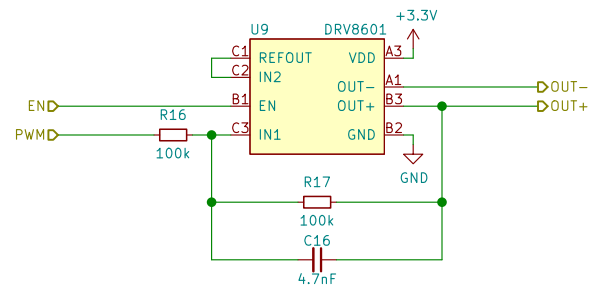 +3.3V
U9 DRV8601
C1 REFOUT VDD A3
C2 IN2
OUT- A1 OUT-
EN B1 EN OUT+ B3 OUT+
R16
PWM C3 IN1 GND B2
100k
GND
R17
100k
C16
4.7nF